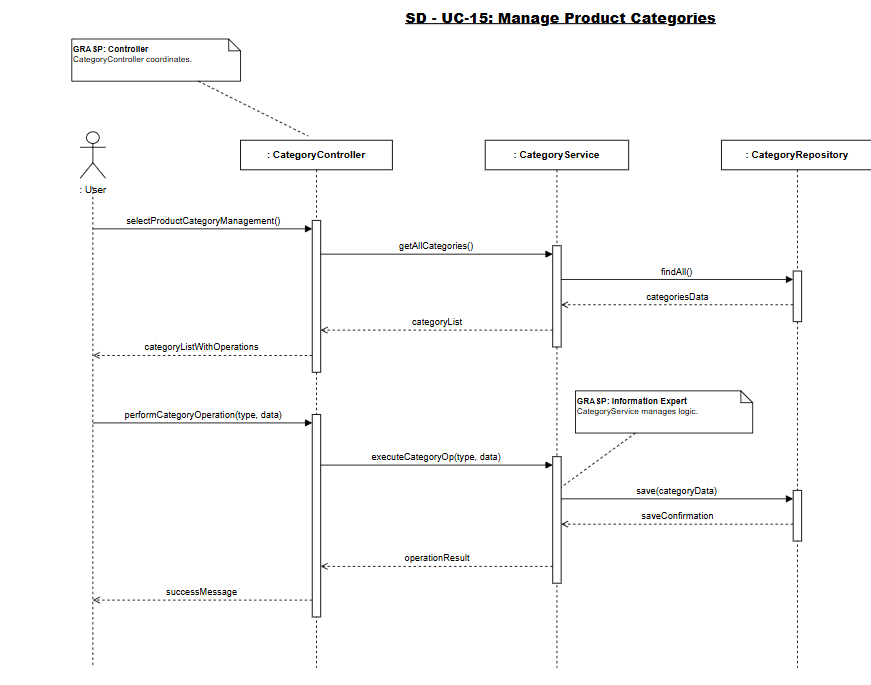 SD - UC-15: Manage Product Categories
GRASP: Controller
CategoryController coordinates.
: User
: CategoryController
: CategoryService
: CategoryRepository
selectProductCategoryManagement()
getAllCategories()
findAll()
categoriesData
categoryList
categoryListWithOperations
GRASP: Information Expert
CategoryService manages logic.
performCategoryOperation(type, data)
executeCategoryOp(type, data)
save(categoryData)
saveConfirmation
operationResult
successMessage